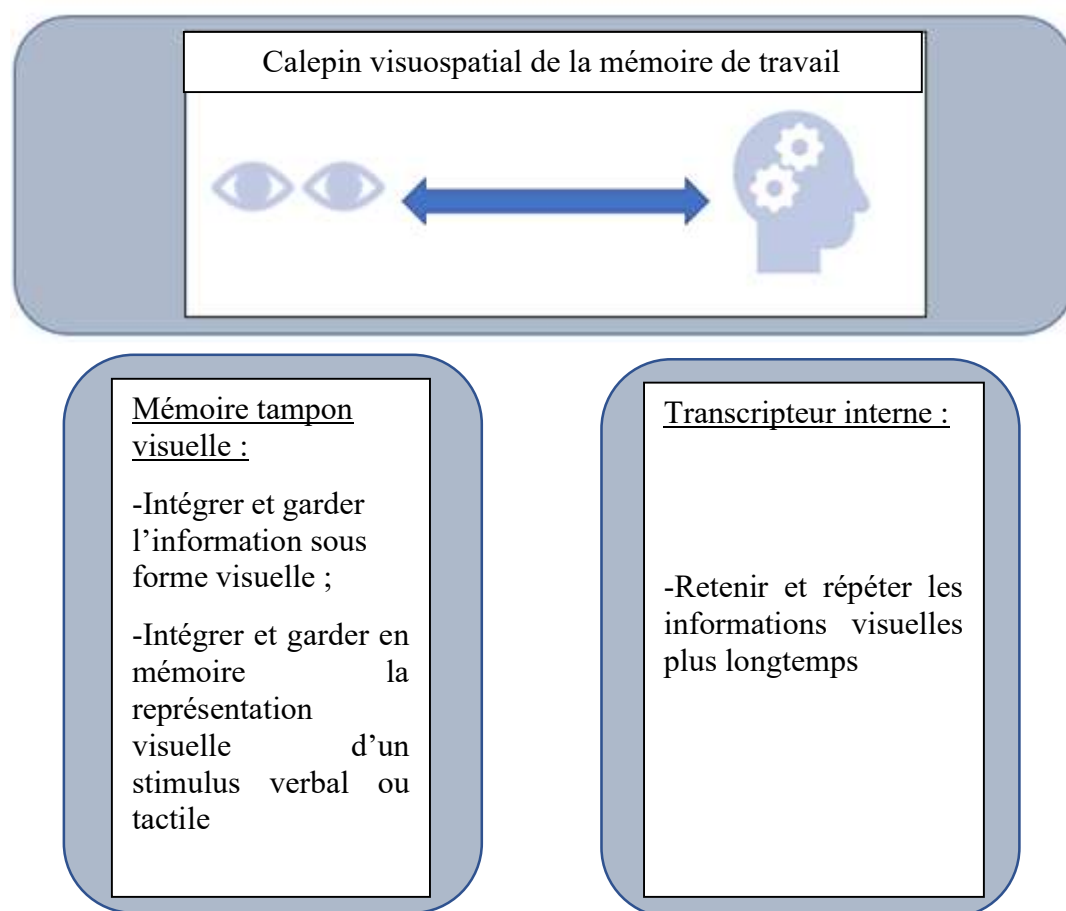 Calepin visuospatial de la mémoire de travail
Mémoire tampon
visuelle :
-Intégrer et garder
l’information sous
forme visuelle ;
-Intégrer et garder en
mémoire la
représentation
visuelle d’un
stimulus verbal ou
tactile
Transcripteur interne :
-Retenir et répéter les
informations visuelles
plus longtemps